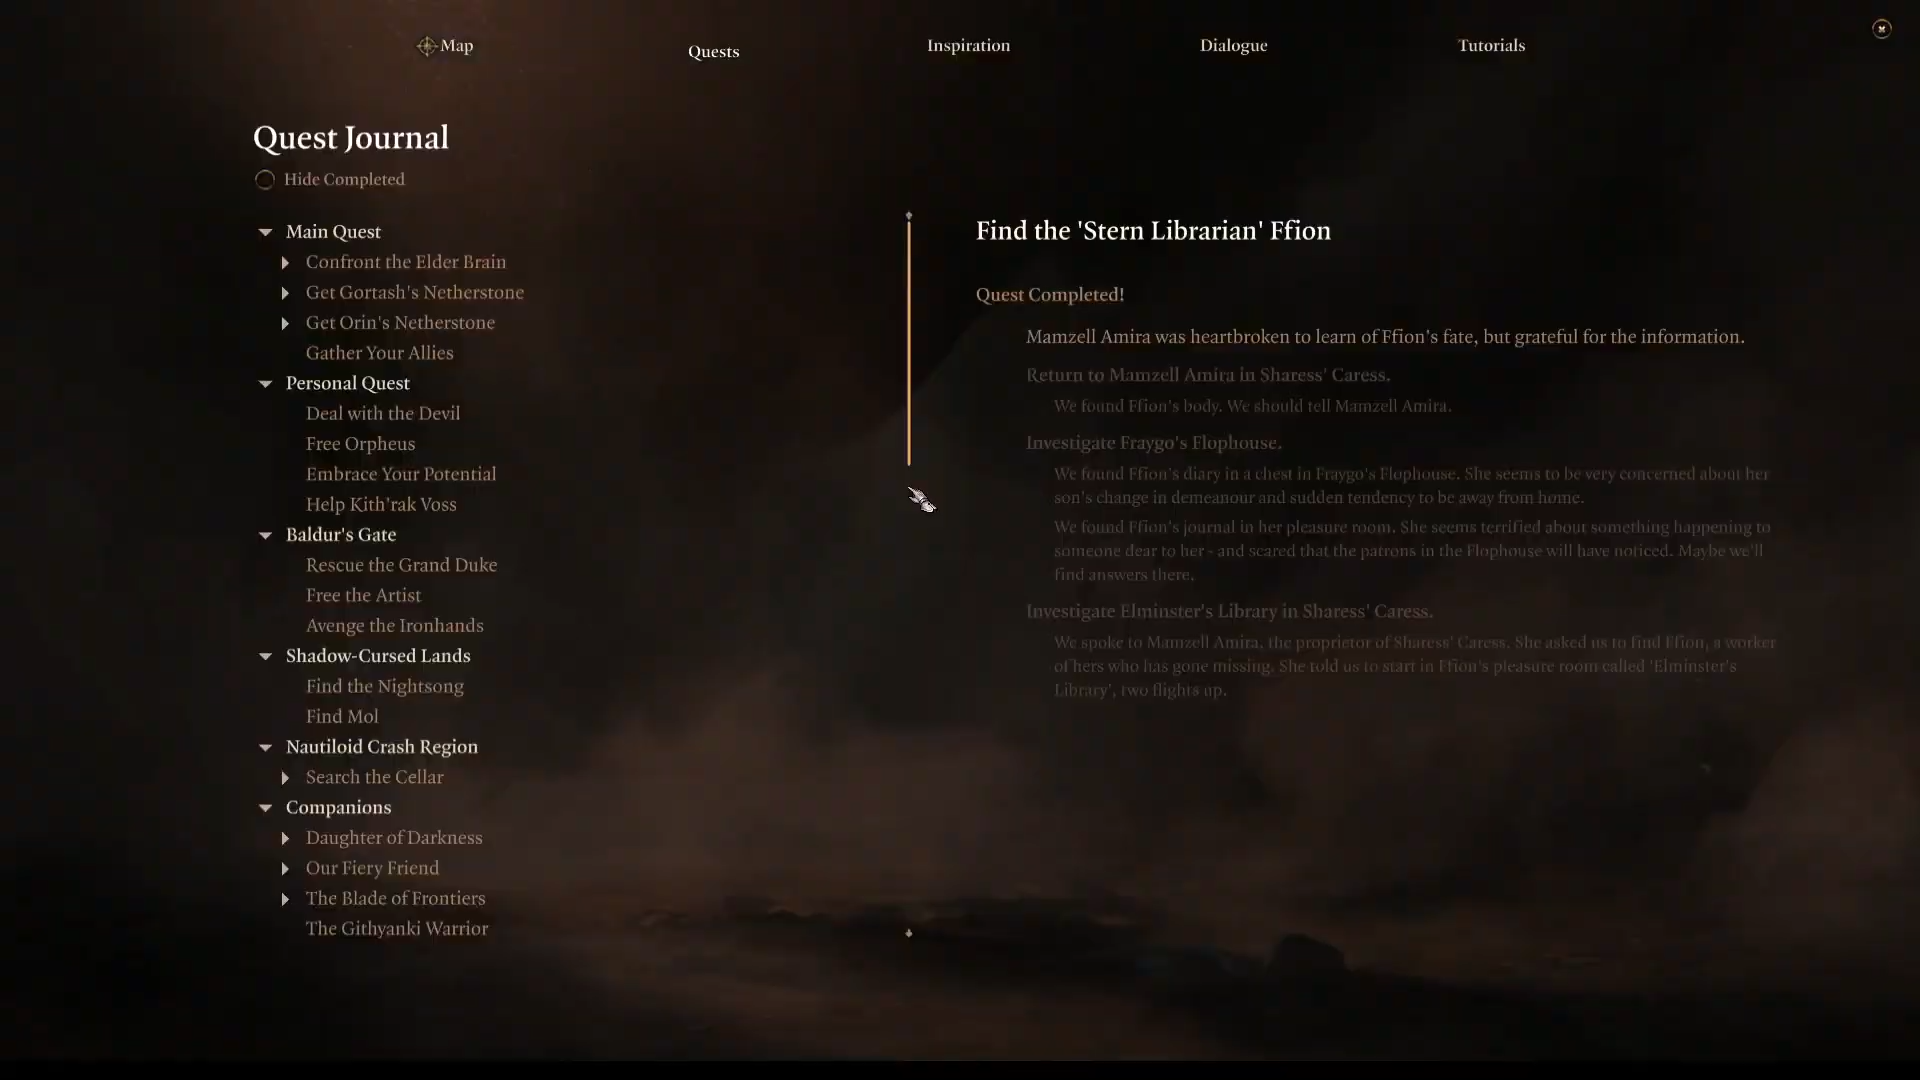 Map
Quests
Inspiration
Dialogue
Tutorials
Quest Journal
Hide Completed
Main Quest
Confront the Elder Brain
Get Gortash's Netherstone
Get Orin's Netherstone
Gather Your Allies
Personal Quest
Deal with the Devil
Free Orpheus
Embrace Your Potential
Help Kith'rak Voss
Baldur's Gate
Rescue the Grand Duke
Free the Artist
Avenge the Ironhands
Shadow-Cursed Lands
Find the Nightsong
Find Mol
Nautiloid Crash Region
Search the Cellar
Companions
Daughter of Darkness
Our Fiery Friend
The Blade of Frontiers
The Githyanki Warrior
Find the 'Stern Librarian' Ffion
Quest Completed!
Mamzell Amira was heartbroken to learn of Ffion's fate, but grateful for the information.
Return to Mamzell Amira in Sharess' Caress.
We found Ffion's body. We should tell Mamzell Amira.
Investigate Fraygo's Flophouse.
We found Ffion's diary in a chest in Fraygo's Flophouse. She seems to be very concerned about her
son's change in demeanour and sudden tendency to be away from home.
We found Ffion's journal in her pleasure room. She seems terrified about something happening to
someone dear to her - and scared that the patrons in the Flophouse will have noticed. Maybe we'll
find answers there.
Investigate Elminster's Library in Sharess' Caress.
We spoke to Mamzell Amira, the proprietor of Sharess' Caress. She asked us to find Ffion, a worker
of hers who has gone missing. She told us to start in Ffion's pleasure room called 'Elminster's
Library', two flights up.